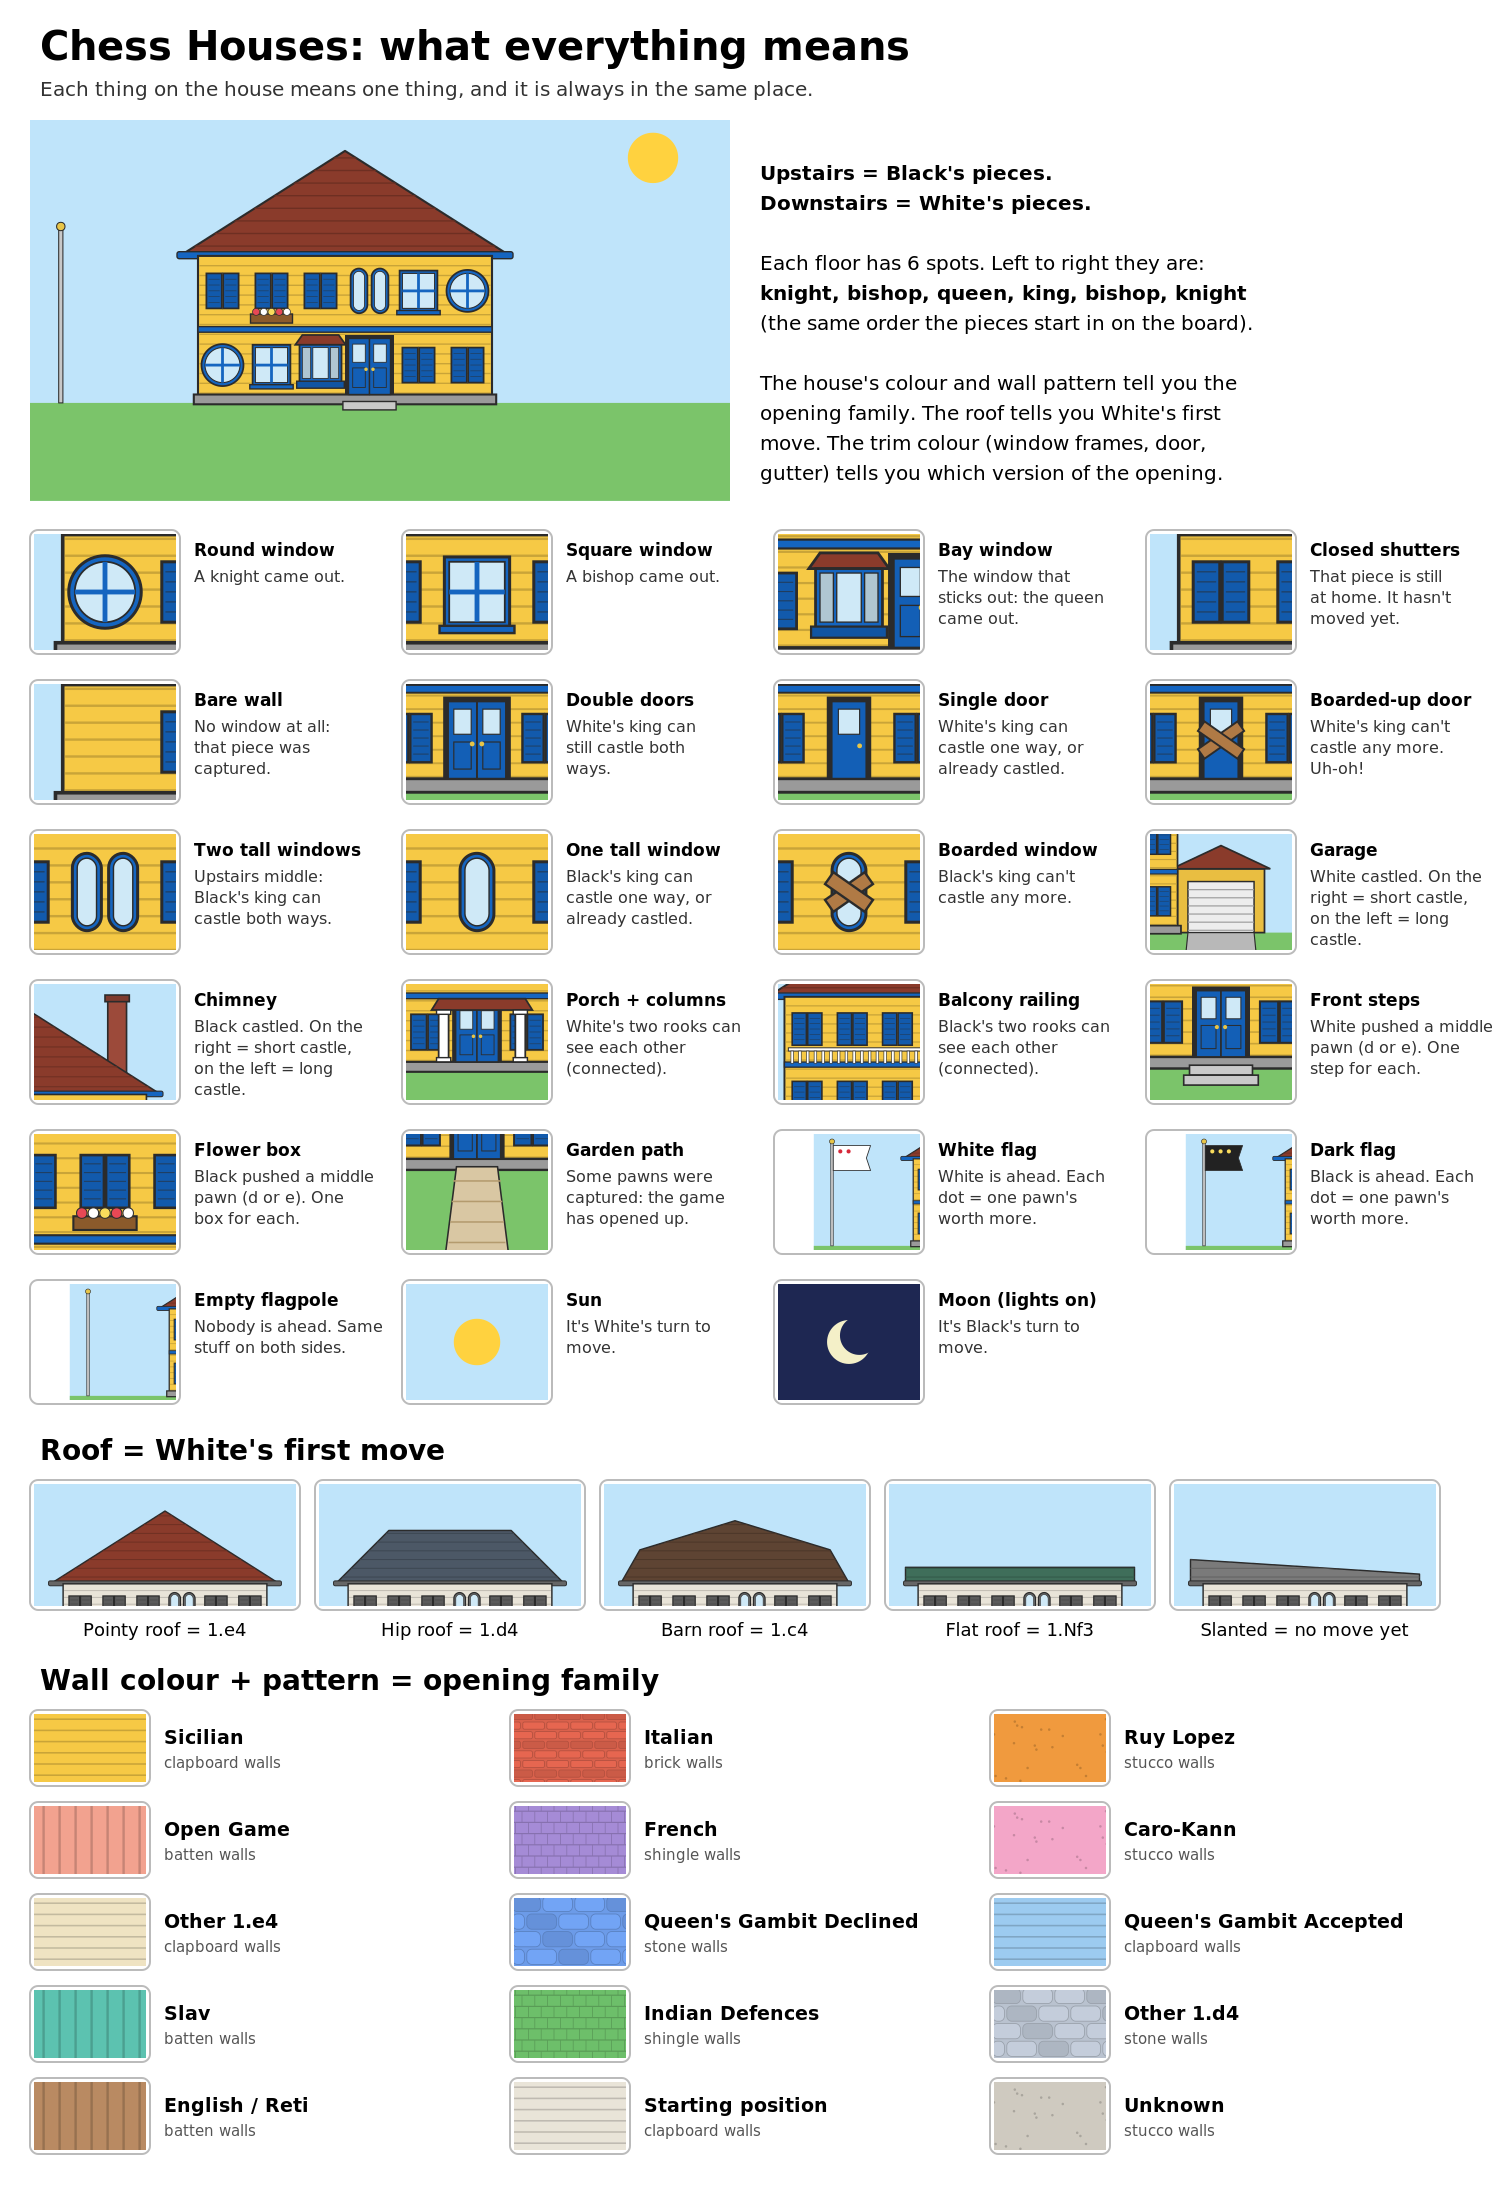 Chess Houses: what everything means
Each thing on the house means one thing, and it is always in the same place.
Upstairs = Black's pieces.
Downstairs = White's pieces.
Each floor has 6 spots. Left to right they are:
knight, bishop, queen, king, bishop, knight
(the same order the pieces start in on the board).
The house's colour and wall pattern tell you the
opening family. The roof tells you White's first
move. The trim colour (window frames, door,
gutter) tells you which version of the opening.
Round window
A knight came out.
Square window
A bishop came out.
Bay window
The window that
sticks out: the queen
came out.
Closed shutters
That piece is still
at home. It hasn't
moved yet.
Bare wall
No window at all:
that piece was
captured.
Double doors
White's king can
still castle both
ways.
Single door
White's king can
castle one way, or
already castled.
Boarded-up door
White's king can't
castle any more.
Uh-oh!
Two tall windows
Upstairs middle:
Black's king can
castle both ways.
One tall window
Black's king can
castle one way, or
already castled.
Boarded window
Black's king can't
castle any more.
Garage
White castled. On the
right = short castle,
on the left = long
castle.
Chimney
Black castled. On the
right = short castle,
on the left = long
castle.
Porch + columns
White's two rooks can
see each other
(connected).
Balcony railing
Black's two rooks can
see each other
(connected).
Front steps
White pushed a middle
pawn (d or e). One
step for each.
Flower box
Black pushed a middle
pawn (d or e). One
box for each.
Garden path
Some pawns were
captured: the game
has opened up.
White flag
White is ahead. Each
dot = one pawn's
worth more.
Dark flag
Black is ahead. Each
dot = one pawn's
worth more.
Empty flagpole
Nobody is ahead. Same
stuff on both sides.
Sun
It's White's turn to
move.
Moon (lights on)
It's Black's turn to
move.
Roof = White's first move
Pointy roof = 1.e4
Hip roof = 1.d4
Barn roof = 1.c4
Flat roof = 1.Nf3
Slanted = no move yet
Wall colour + pattern = opening family
Sicilian
clapboard walls
Italian
brick walls
Ruy Lopez
stucco walls
Open Game
batten walls
French
shingle walls
Caro-Kann
stucco walls
Other 1.e4
clapboard walls
Queen's Gambit Declined
stone walls
Queen's Gambit Accepted
clapboard walls
Slav
batten walls
Indian Defences
shingle walls
Other 1.d4
stone walls
English / Reti
batten walls
Starting position
clapboard walls
Unknown
stucco walls